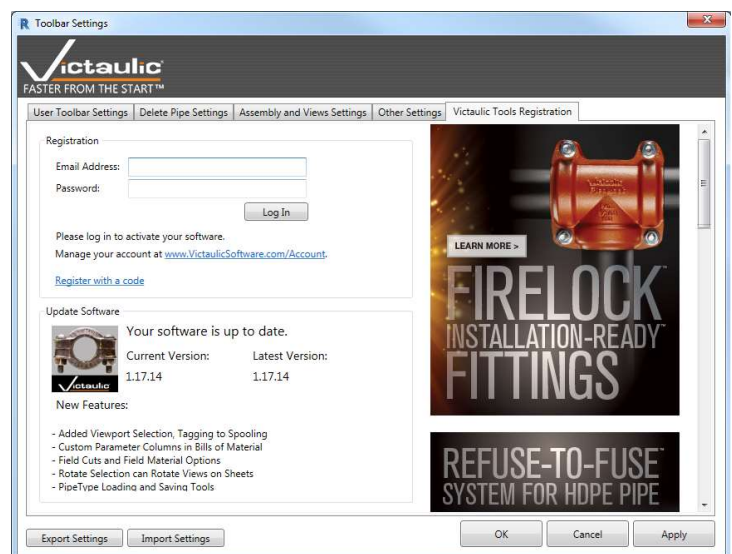 Toolbar Settings
Victaulic®
FASTER FROM THE START™
User Toolbar Settings Delete Pipe Settings Assembly and Views Settings Other Settings Victaulic Tools Registration
Registration
Email Address:
Password:
Log In
Please log in to activate your software.
Manage your account at www.VictaulicSoftware.com/Account.
Register with a code
Update Software
Your software is up to date.
Current Version: Latest Version:
1.17.14 1.17.14
Victaulic
New Features:
- Added Viewport Selection, Tagging to Spooling
- Custom Parameter Columns in Bills of
Material
- Field Cuts and Field Material Options
- Rotate Selection can Rotate Views on Sheets
- PipeType Loading and Saving Tools
LEARN MORE >
FIRELOCK™
INSTALLATION-READY™
FITTINGS
REFUSE-TO-FUSE™
SYSTEM FOR HDPE PIPE
Export Settings Import Settings OK Cancel Apply